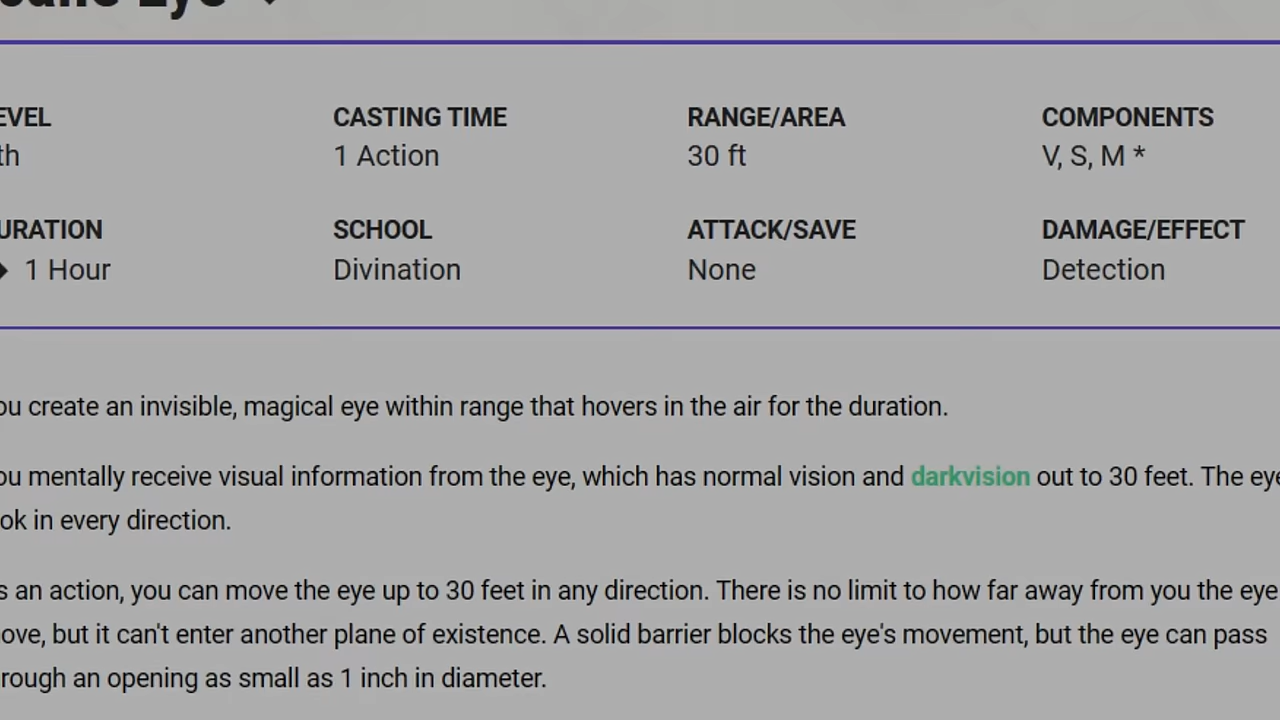 Eye
EVEL CASTING TIME RANGE/AREA COMPONENTS
th 1 Action 30 ft V, S, M *
URATION SCHOOL ATTACK/SAVE DAMAGE/EFFECT
1 Hour Divination None Detection
ou create an invisible, magical eye within range that hovers in the air for the duration.
ou mentally receive visual information from the eye, which has normal vision and darkvision out to 30 feet. The eye
ok in every direction.
s an action, you can move the eye up to 30 feet in any direction. There is no limit to how far away from you the eye
ove, but it can't enter another plane of existence. A solid barrier blocks the eye's movement, but the eye can pass
rough an opening as small as 1 inch in diameter.